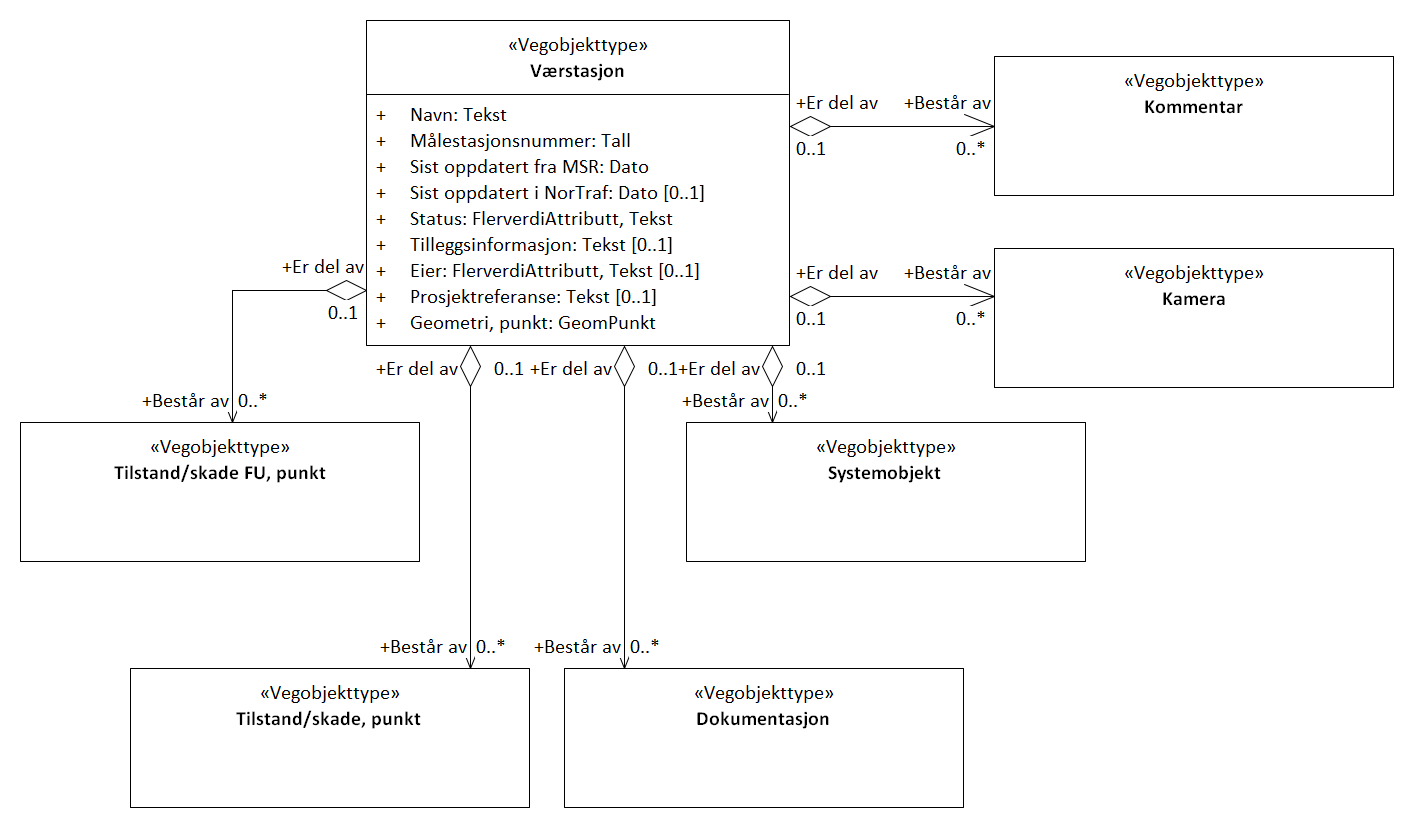 «Vegobjekttype»
Værstasjon
+ Navn: Tekst
+ Målestasjonsnummer: Tall
+ Sist oppdatert fra MSR: Dato
+ Sist oppdatert i NorTraf: Dato [0..1]
+ Status: FlerverdiAttributt, Tekst
+ Tilleggsinformasjon: Tekst [0..1]
+ Eier: FlerverdiAttributt, Tekst [0..1]
+ Prosjektreferanse: Tekst [0..1]
+ Geometri, punkt: GeomPunkt
+Er del av +Består av
0..1 0..*
«Vegobjekttype»
Kommentar
+Er del av +Består av
0..1 0..*
«Vegobjekttype»
Kamera
+Er del av
0..1
+Består av 0..*
«Vegobjekttype»
Tilstand/skade FU, punkt
+Er del av 0..1 +Er del av 0..1 +Er del av 0..1
+Består av 0..*
«Vegobjekttype»
Systemobjekt
+Består av 0..*
«Vegobjekttype»
Tilstand/skade, punkt
+Består av 0..*
«Vegobjekttype»
Dokumentasjon